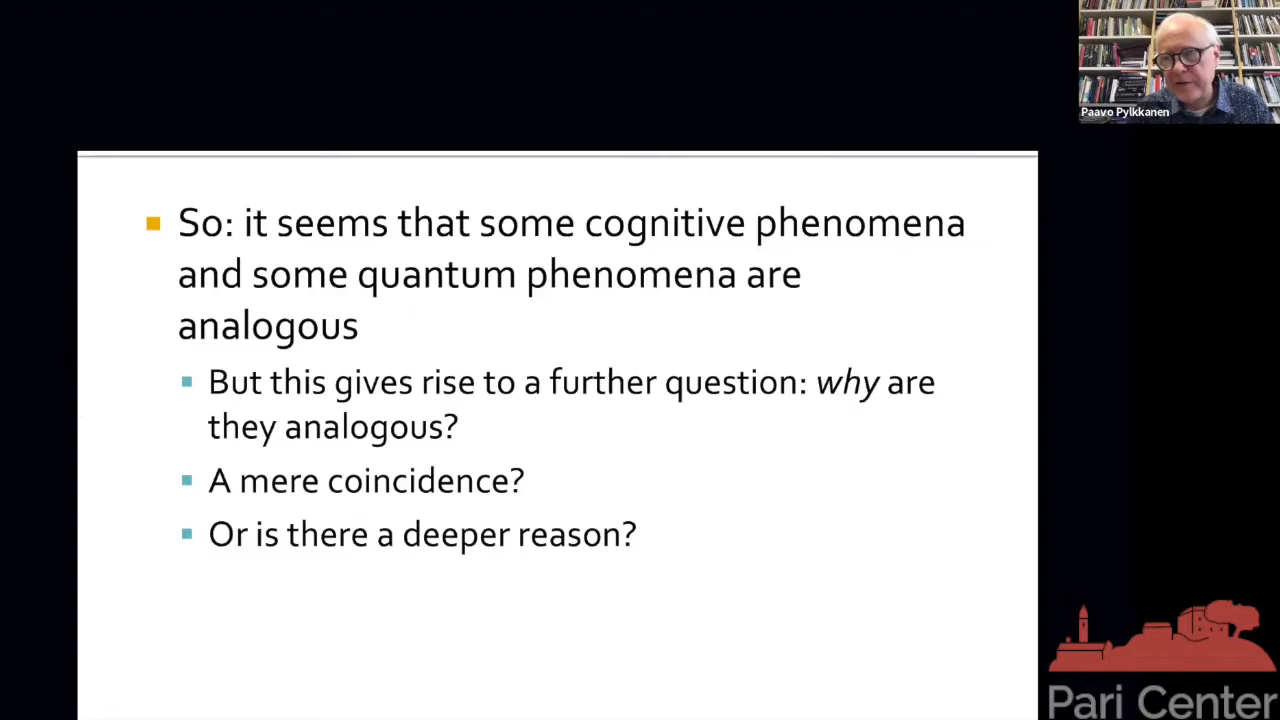 Paavo Pylkkanen
So: it seems that some cognitive phenomena
and some quantum phenomena are
analogous
But this gives rise to a further question: why are
they analogous?
A mere coincidence?
Or is there a deeper reason?
Pari Center